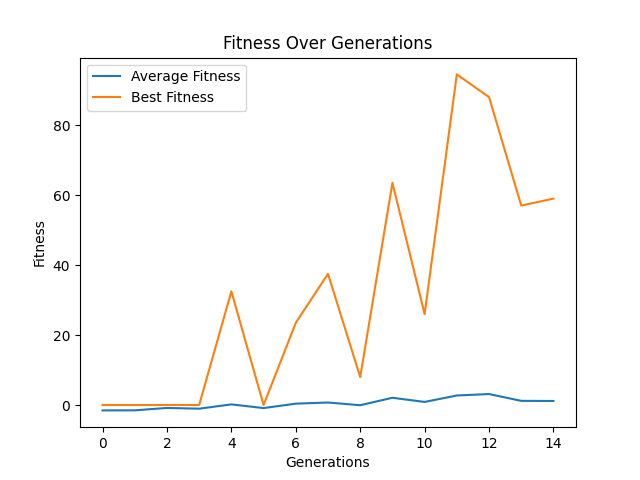 Fitness Over Generations
Average Fitness
Best Fitness
80
60
40
20
0
Fitness
0 2 4 6 8 10 12 14
Generations